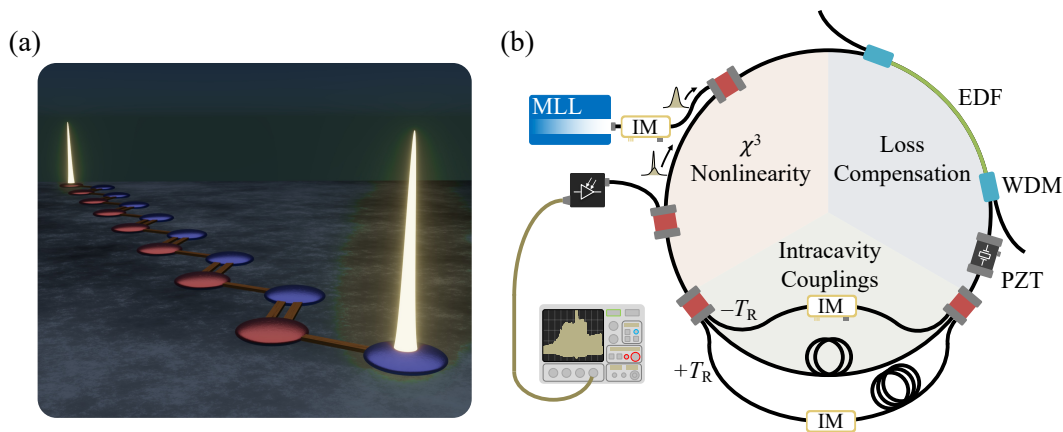 (a)
(b)
MLL
IM
EDF
χ³
Nonlinearity
Loss
Compensation
WDM
Intracavity
Couplings
PZT
−T_R
IM
+T_R
IM